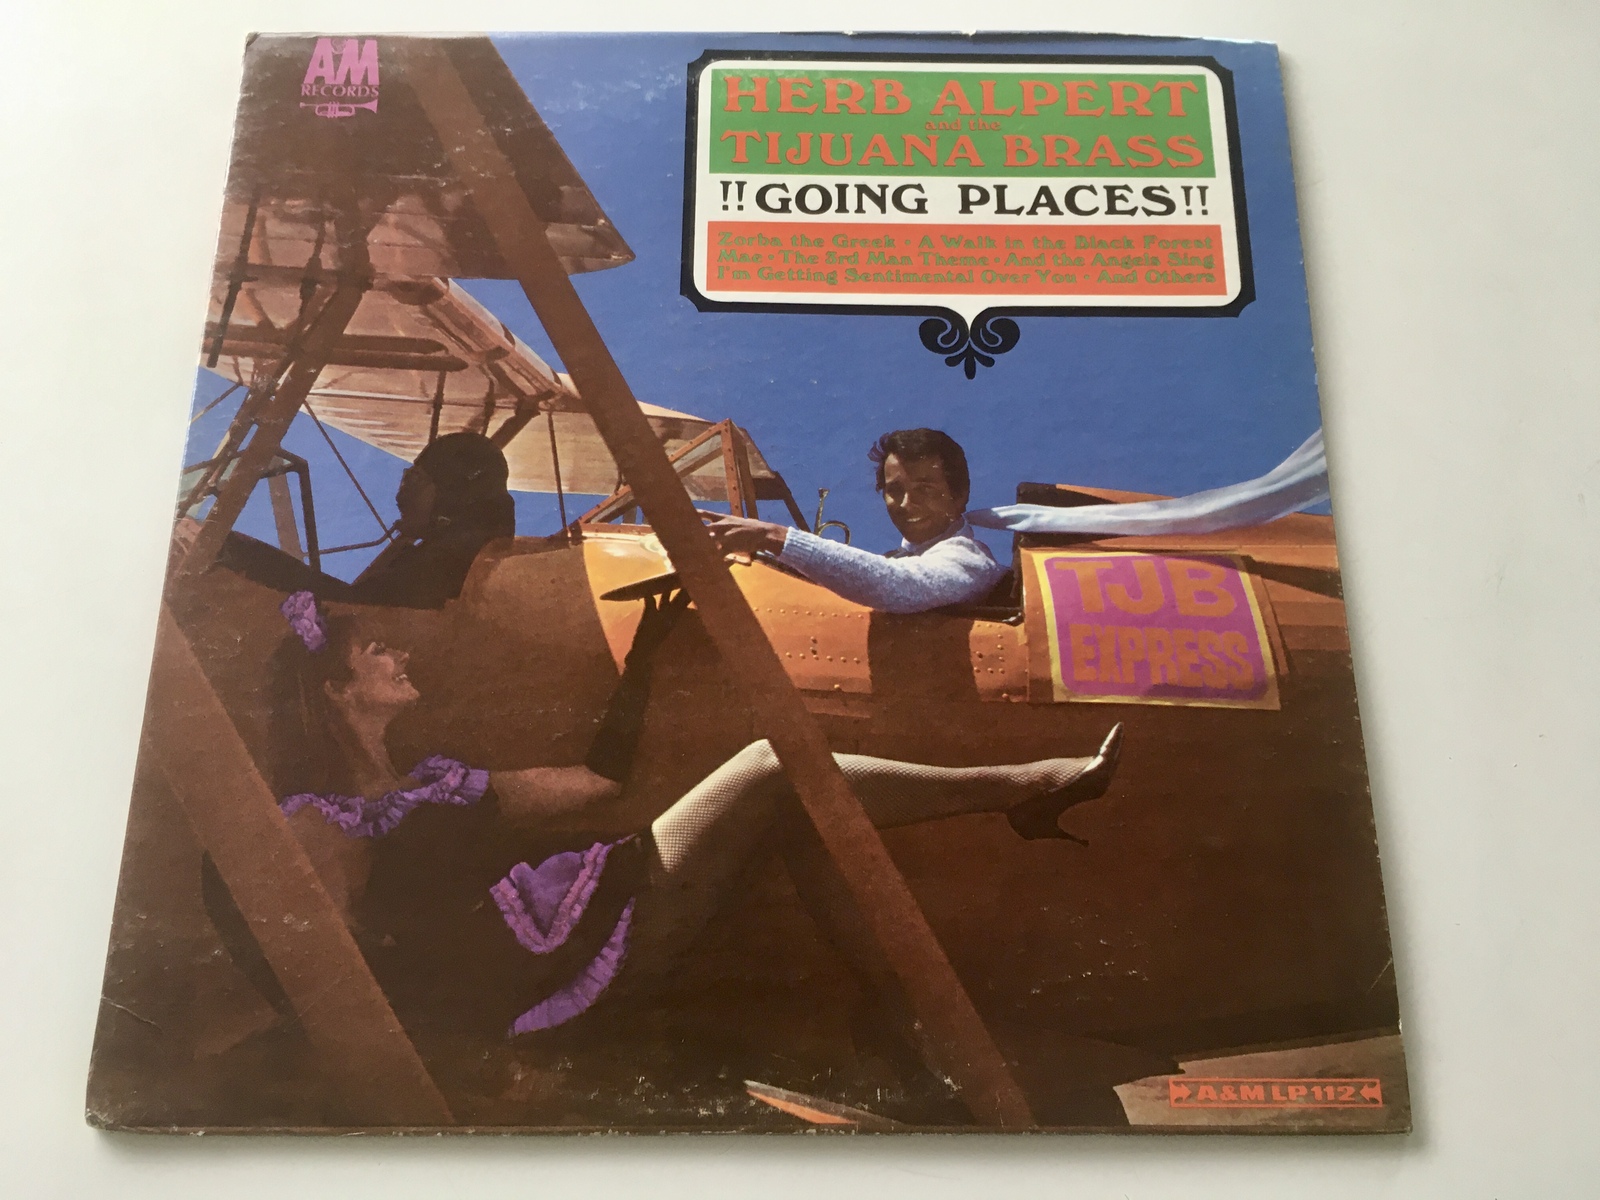 A&M
RECORDS
HERB ALPERT
and the
TIJUANA BRASS
!!GOING PLACES!!
Zorba the Greek • A Walk in the Black Forest
Mae • The 3rd Man Theme • And the Angels Sing
I'm Getting Sentimental Over You • And Others
TJB
EXPRESS
A&M LP 112